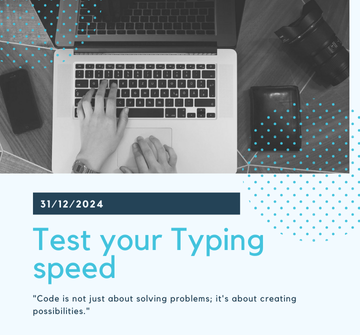 31/12/2024
Test your Typing
speed
"Code is not just about solving problems; it's about creating
possibilities."